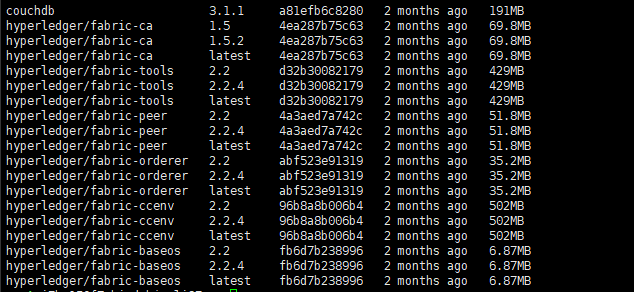 couchdb 3.1.1 a81efb6c8280 2 months ago 191MB
hyperledger/fabric-ca 1.5 4ea287b75c63 2 months ago 69.8MB
hyperledger/fabric-ca 1.5.2 4ea287b75c63 2 months ago 69.8MB
hyperledger/fabric-ca latest 4ea287b75c63 2 months ago 69.8MB
hyperledger/fabric-tools 2.2 d32b30082179 2 months ago 429MB
hyperledger/fabric-tools 2.2.4 d32b30082179 2 months ago 429MB
hyperledger/fabric-tools latest d32b30082179 2 months ago 429MB
hyperledger/fabric-peer 2.2 4a3aed7a742c 2 months ago 51.8MB
hyperledger/fabric-peer 2.2.4 4a3aed7a742c 2 months ago 51.8MB
hyperledger/fabric-peer latest 4a3aed7a742c 2 months ago 51.8MB
hyperledger/fabric-orderer 2.2 abf523e91319 2 months ago 35.2MB
hyperledger/fabric-orderer 2.2.4 abf523e91319 2 months ago 35.2MB
hyperledger/fabric-orderer latest abf523e91319 2 months ago 35.2MB
hyperledger/fabric-ccenv 2.2 96b8a8b006b4 2 months ago 502MB
hyperledger/fabric-ccenv 2.2.4 96b8a8b006b4 2 months ago 502MB
hyperledger/fabric-ccenv latest 96b8a8b006b4 2 months ago 502MB
hyperledger/fabric-baseos 2.2 fb6d7b238996 2 months ago 6.87MB
hyperledger/fabric-baseos 2.2.4 fb6d7b238996 2 months ago 6.87MB
hyperledger/fabric-baseos latest fb6d7b238996 2 months ago 6.87MB